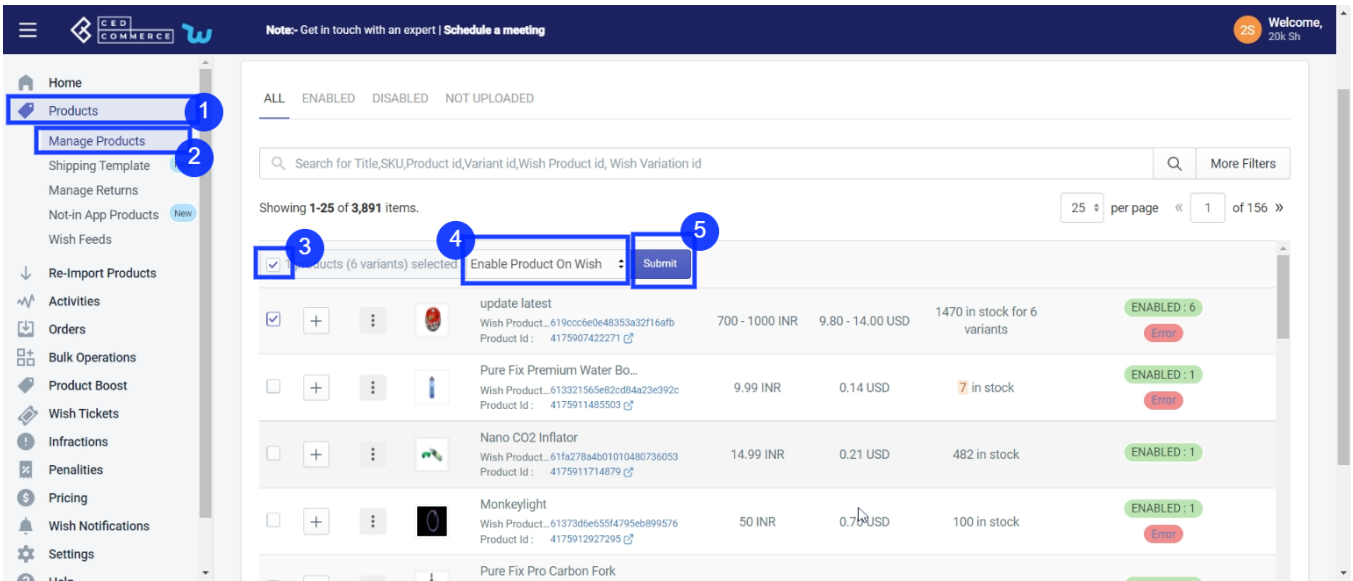 CED
COMMERCE
Note:- Get in touch with an expert | Schedule a meeting
2S
Welcome,
20k Sh
Home
Products
1
Manage Products
2
Shipping Template
Manage Returns
Not-in App Products New
Wish Feeds
Re-Import Products
Activities
Orders
Bulk Operations
Product Boost
Wish Tickets
Infractions
Penalities
Pricing
Wish Notifications
Settings
Help
ALL ENABLED DISABLED NOT UPLOADED
Search for Title,SKU,Product id,Variant id,Wish Product id, Wish Variation id
More Filters
Showing 1-25 of 3,891 items.
25 per page « 1 of 156 »
3
4
5
1 products (6 variants) selected Enable Product On Wish Submit
update latest
Wish Product...619ccc6e0e48353a32f16afb
Product Id : 4175907422271
700 - 1000 INR 9.80 - 14.00 USD
1470 in stock for 6
variants
ENABLED : 6
Error
Pure Fix Premium Water Bo...
Wish Product...613321565e82cd84a23e392c
Product Id : 4175911485503
9.99 INR 0.14 USD 7 in stock
ENABLED : 1
Error
Nano CO2 Inflator
Wish Product...61fa278a4b01010480736053
Product Id : 4175911714879
14.99 INR 0.21 USD 482 in stock
ENABLED : 1
Monkeylight
Wish Product...61373d6e655f4795eb899576
Product Id : 4175912927295
50 INR 0.70 USD 100 in stock
ENABLED : 1
Error
Pure Fix Pro Carbon Fork